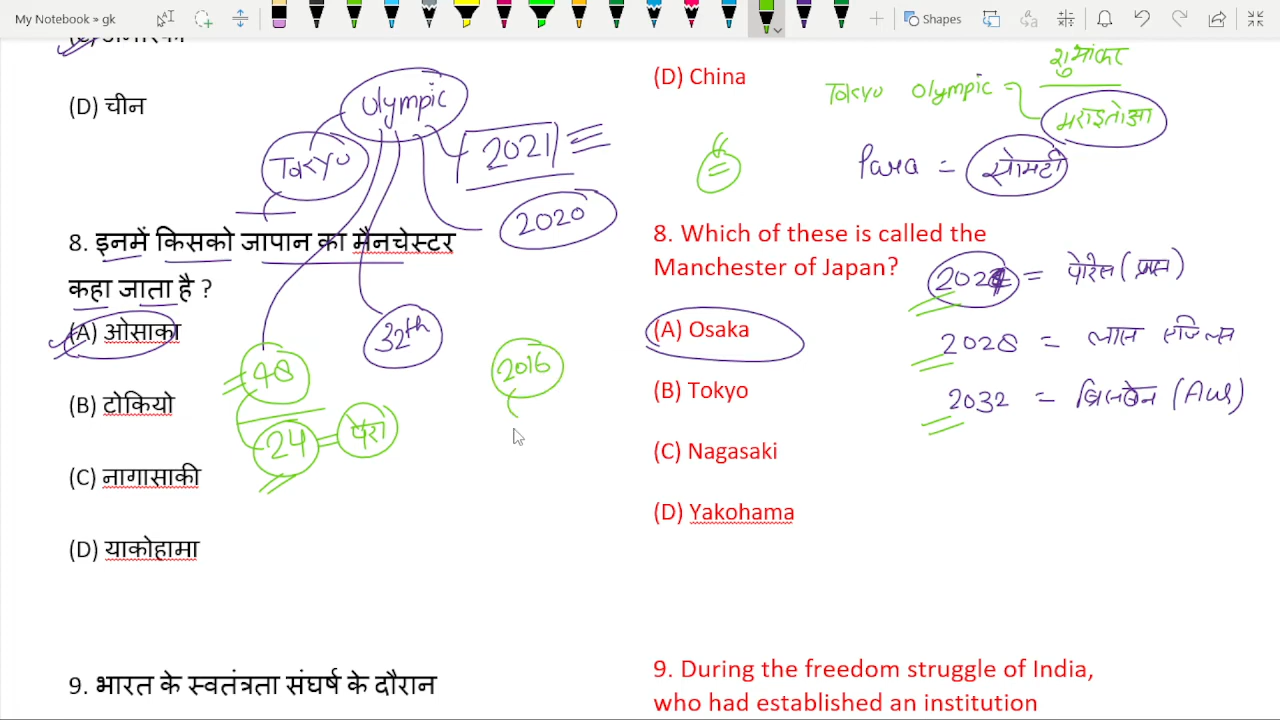 My Notebook » gk
Shapes
(D) चीन
8. इनमें किसको जापान का मैनचेस्टर
कहा जाता है ?
(A) ओसाका
(B) टोकियो
(C) नागासाकी
(D) याकोहामा
9. भारत के स्वतंत्रता संघर्ष के दौरान
Olympic
Tokyo
2021
2020
32th
48
24 = पैरा
2016
(D) China
Tokyo Olympic =
शुभांकर
मराइतोआ
Para = सोमटी
8. Which of these is called the
Manchester of Japan?
(A) Osaka
(B) Tokyo
(C) Nagasaki
(D) Yakohama
2024 = पेरिस
2028 = लास एंजिल्स
2032 = ब्रिसबेन (Aus)
9. During the freedom struggle of India,
who had established an institution